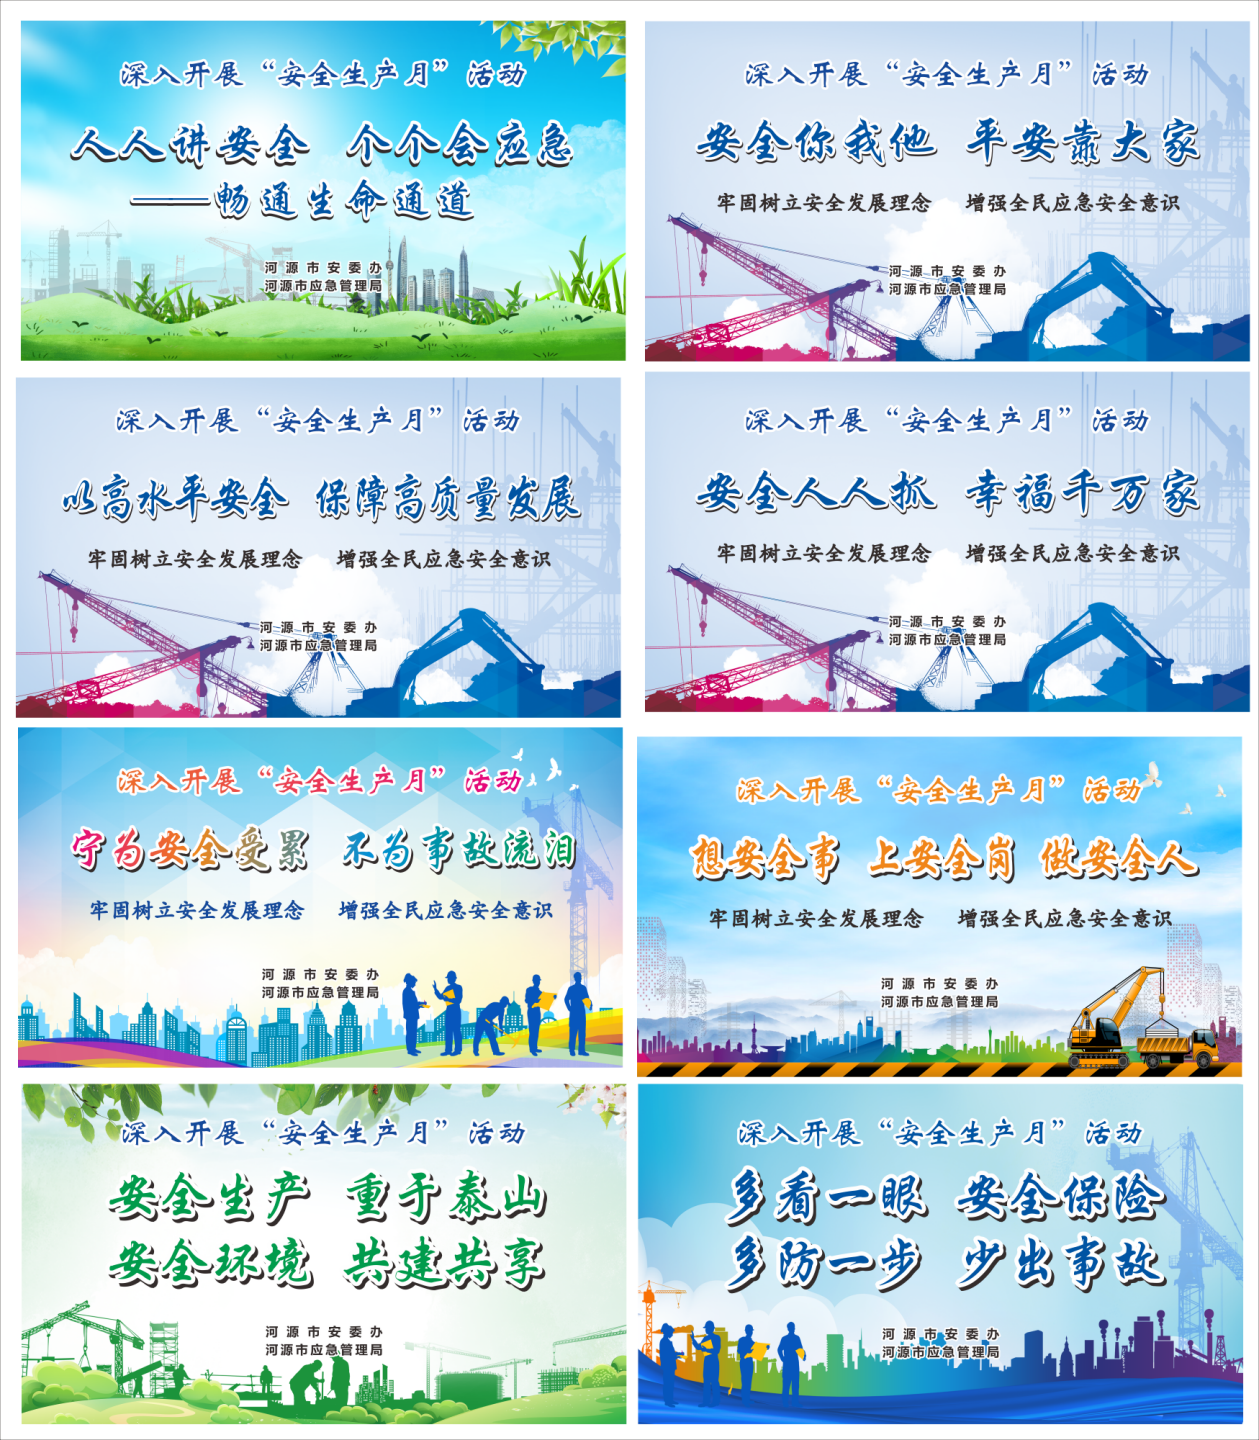 深入开展“安全生产月”活动
人人讲安全 个个会应急
——畅通生命通道
河源市安委办
河源市应急管理局
深入开展“安全生产月”活动
安全你我他 平安靠大家
牢固树立安全发展理念 增强全民应急安全意识
河源市安委办
河源市应急管理局
深入开展“安全生产月”活动
以高水平安全 保障高质量发展
牢固树立安全发展理念 增强全民应急安全意识
河源市安委办
河源市应急管理局
深入开展“安全生产月”活动
安全人人抓 幸福千万家
牢固树立安全发展理念 增强全民应急安全意识
河源市安委办
河源市应急管理局
深入开展“安全生产月”活动
宁为安全受累 不为事故流泪
牢固树立安全发展理念 增强全民应急安全意识
河源市安委办
河源市应急管理局
深入开展“安全生产月”活动
想安全事 上安全岗 做安全人
牢固树立安全发展理念 增强全民应急安全意识
河源市安委办
河源市应急管理局
深入开展“安全生产月”活动
安全生产 重于泰山
安全环境 共建共享
河源市安委办
河源市应急管理局
深入开展“安全生产月”活动
多看一眼 安全保险
多防一步 少出事故
河源市安委办
河源市应急管理局